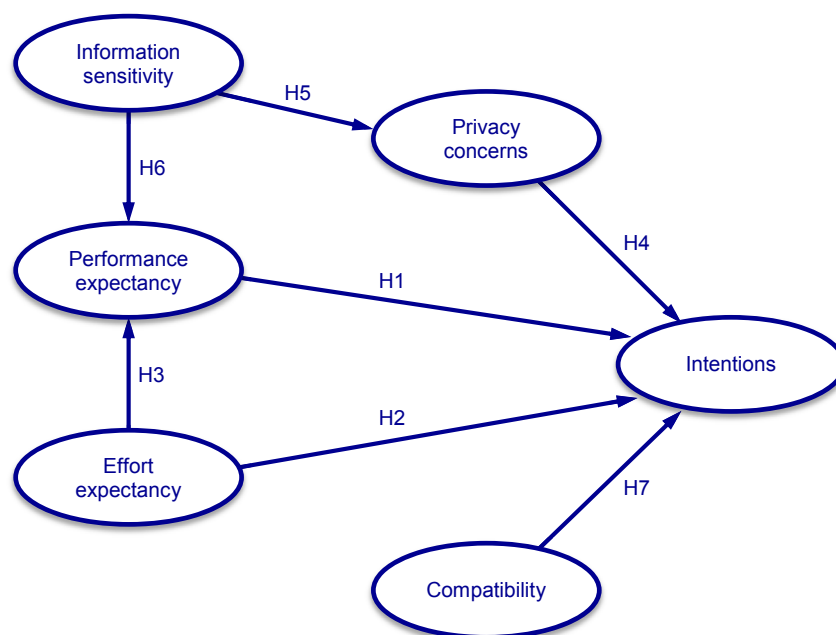 Information
sensitivity
H5
Privacy
concerns
H6
H4
Performance
expectancy
H1
Intentions
H3
H2
Effort
expectancy
H7
Compatibility